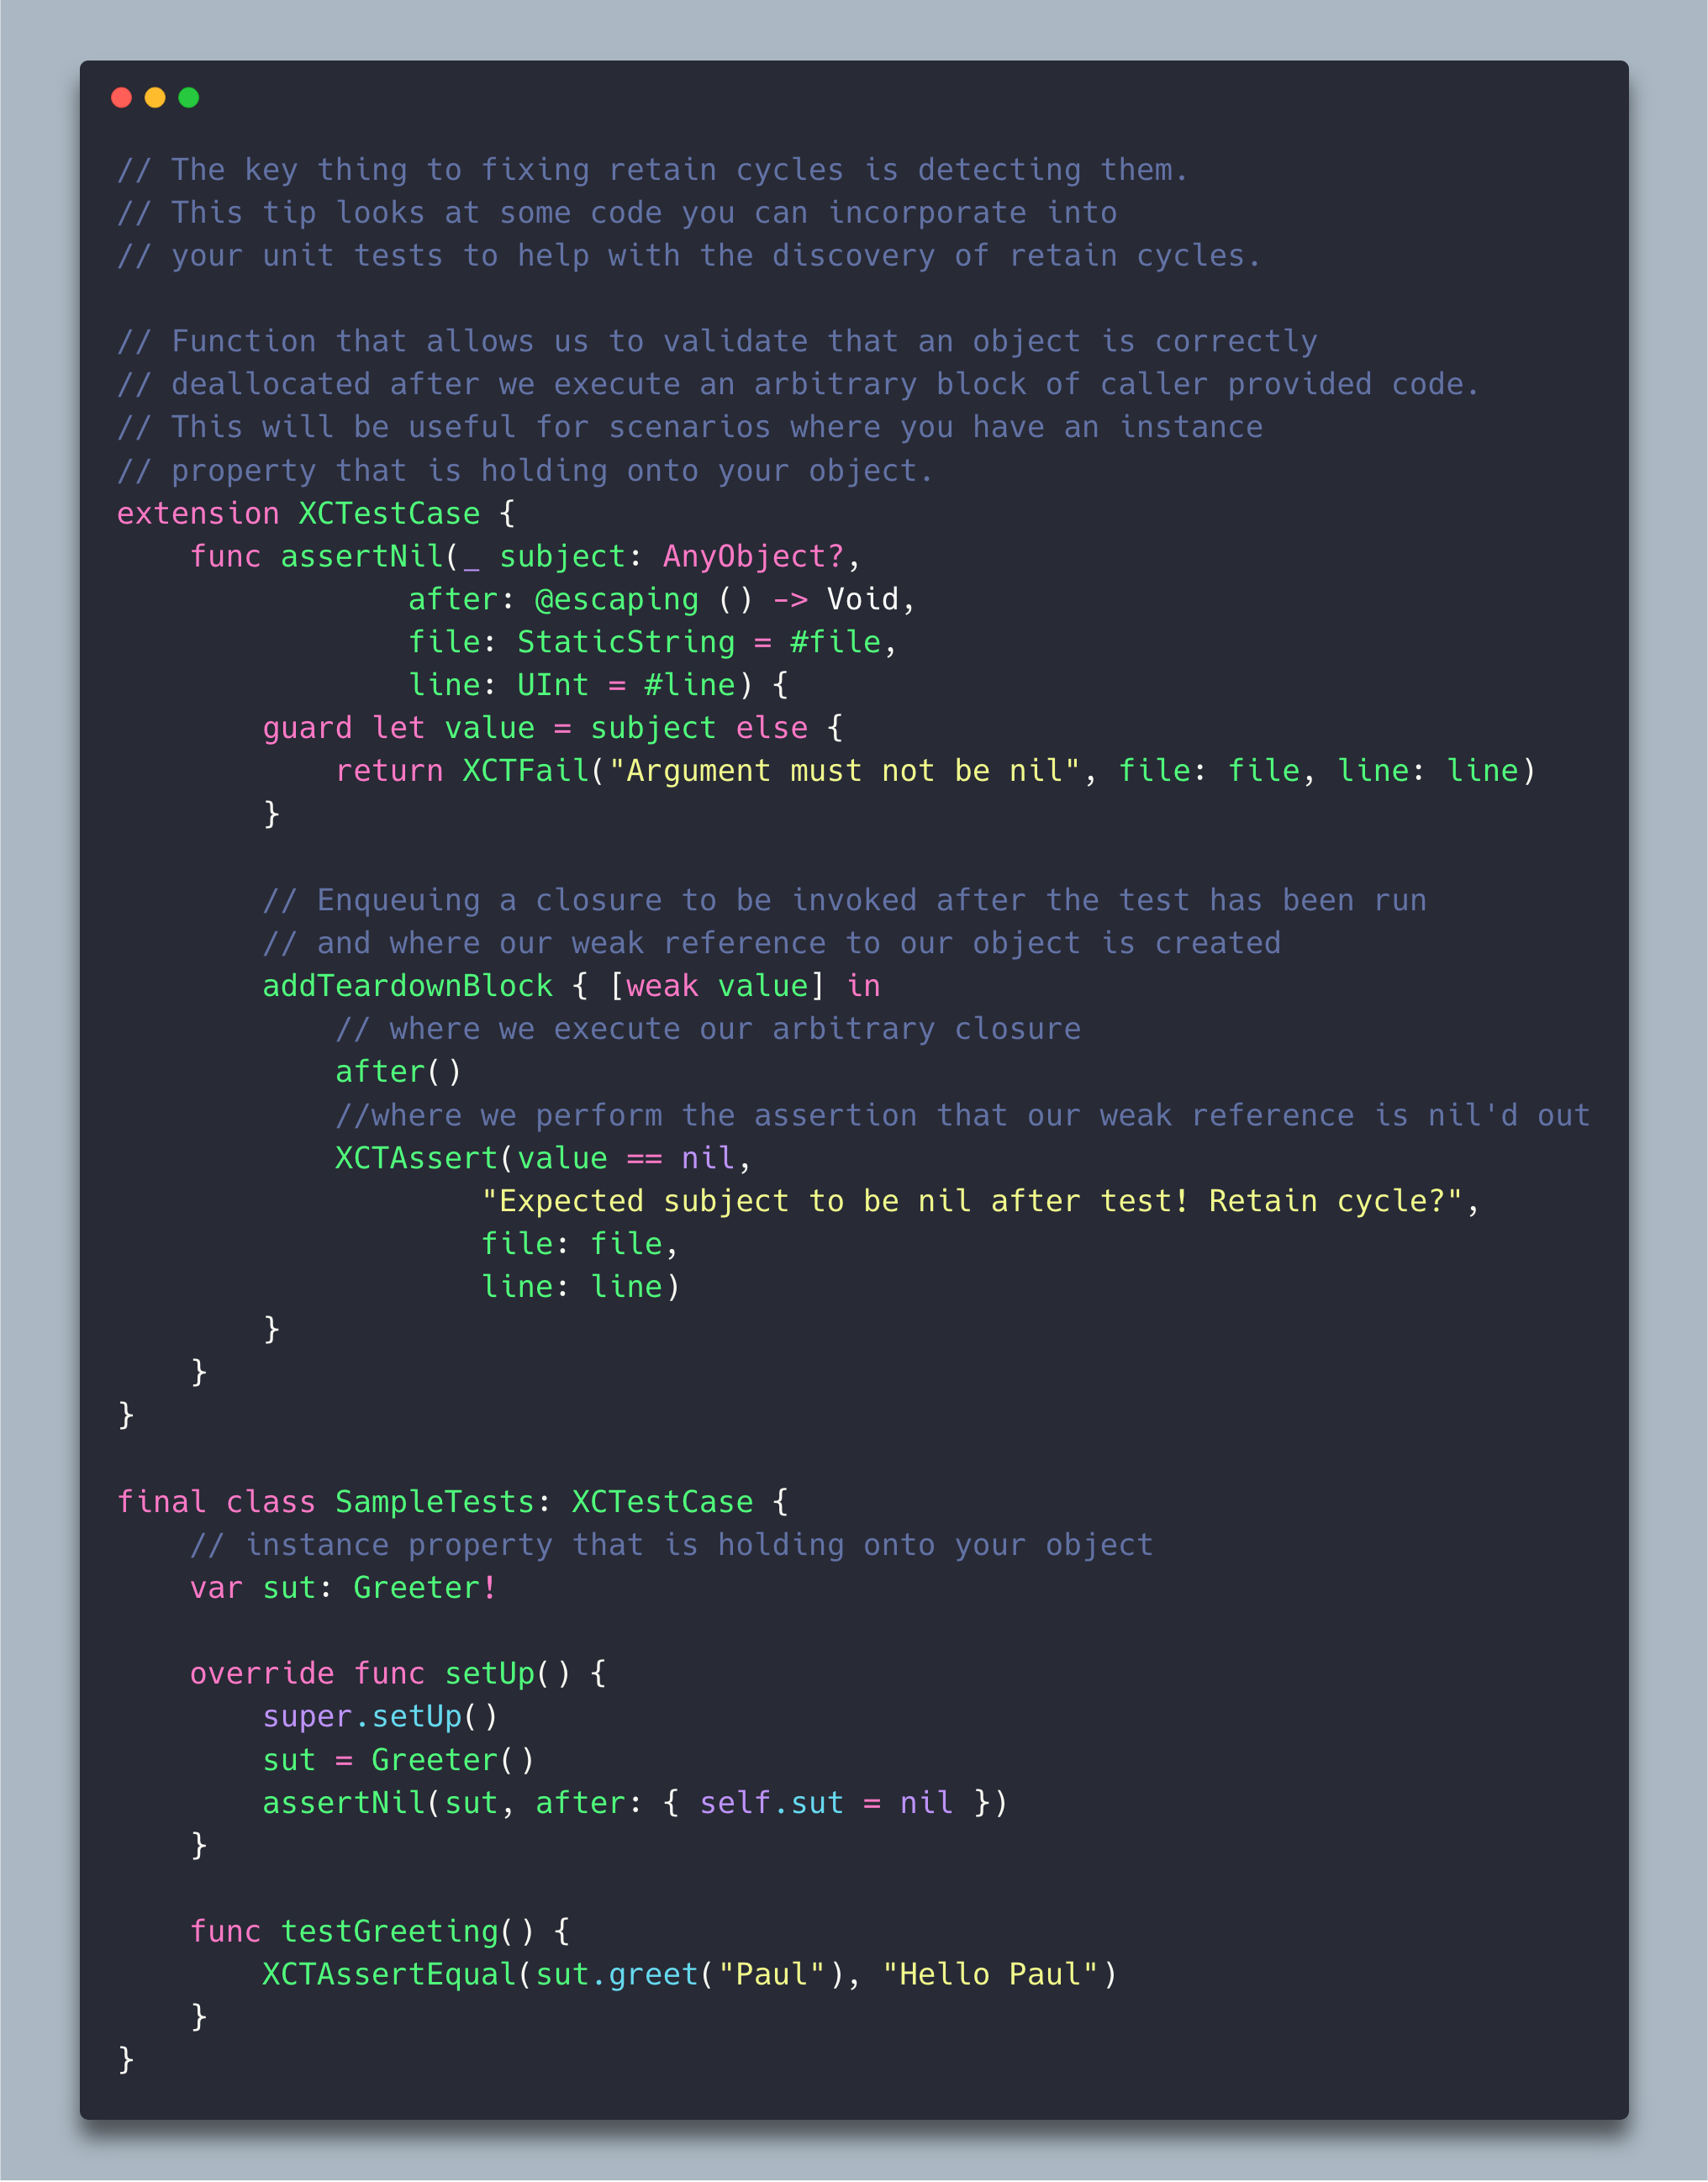 // The key thing to fixing retain cycles is detecting them.
// This tip looks at some code you can incorporate into
// your unit tests to help with the discovery of retain cycles.

// Function that allows us to validate that an object is correctly
// deallocated after we execute an arbitrary block of caller provided code.
// This will be useful for scenarios where you have an instance
// property that is holding onto your object.
extension XCTestCase {
    func assertNil(_ subject: AnyObject?,
                after: @escaping () -> Void,
                file: StaticString = #file,
                line: UInt = #line) {
        guard let value = subject else {
            return XCTFail("Argument must not be nil", file: file, line: line)
        }

        // Enqueuing a closure to be invoked after the test has been run
        // and where our weak reference to our object is created
        addTeardownBlock { [weak value] in
            // where we execute our arbitrary closure
            after()
            //where we perform the assertion that our weak reference is nil'd out
            XCTAssert(value == nil,
                    "Expected subject to be nil after test! Retain cycle?",
                    file: file,
                    line: line)
        }
    }
}

final class SampleTests: XCTestCase {
    // instance property that is holding onto your object
    var sut: Greeter!

    override func setUp() {
        super.setUp()
        sut = Greeter()
        assertNil(sut, after: { self.sut = nil })
    }

    func testGreeting() {
        XCTAssertEqual(sut.greet("Paul"), "Hello Paul")
    }
}